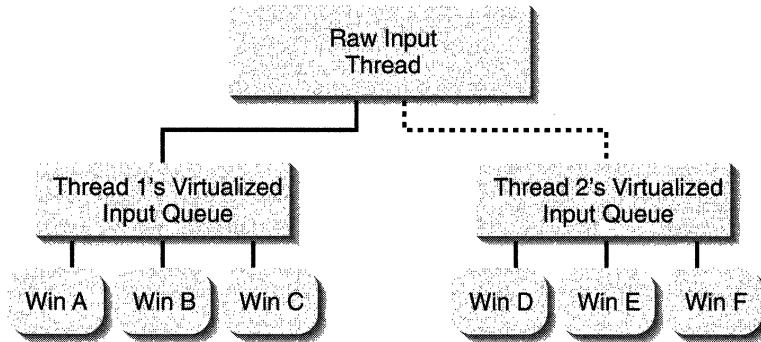 Raw Input
Thread
Thread 1's Virtualized
Input Queue
Thread 2's Virtualized
Input Queue
Win A
Win B
Win C
Win D
Win E
Win F